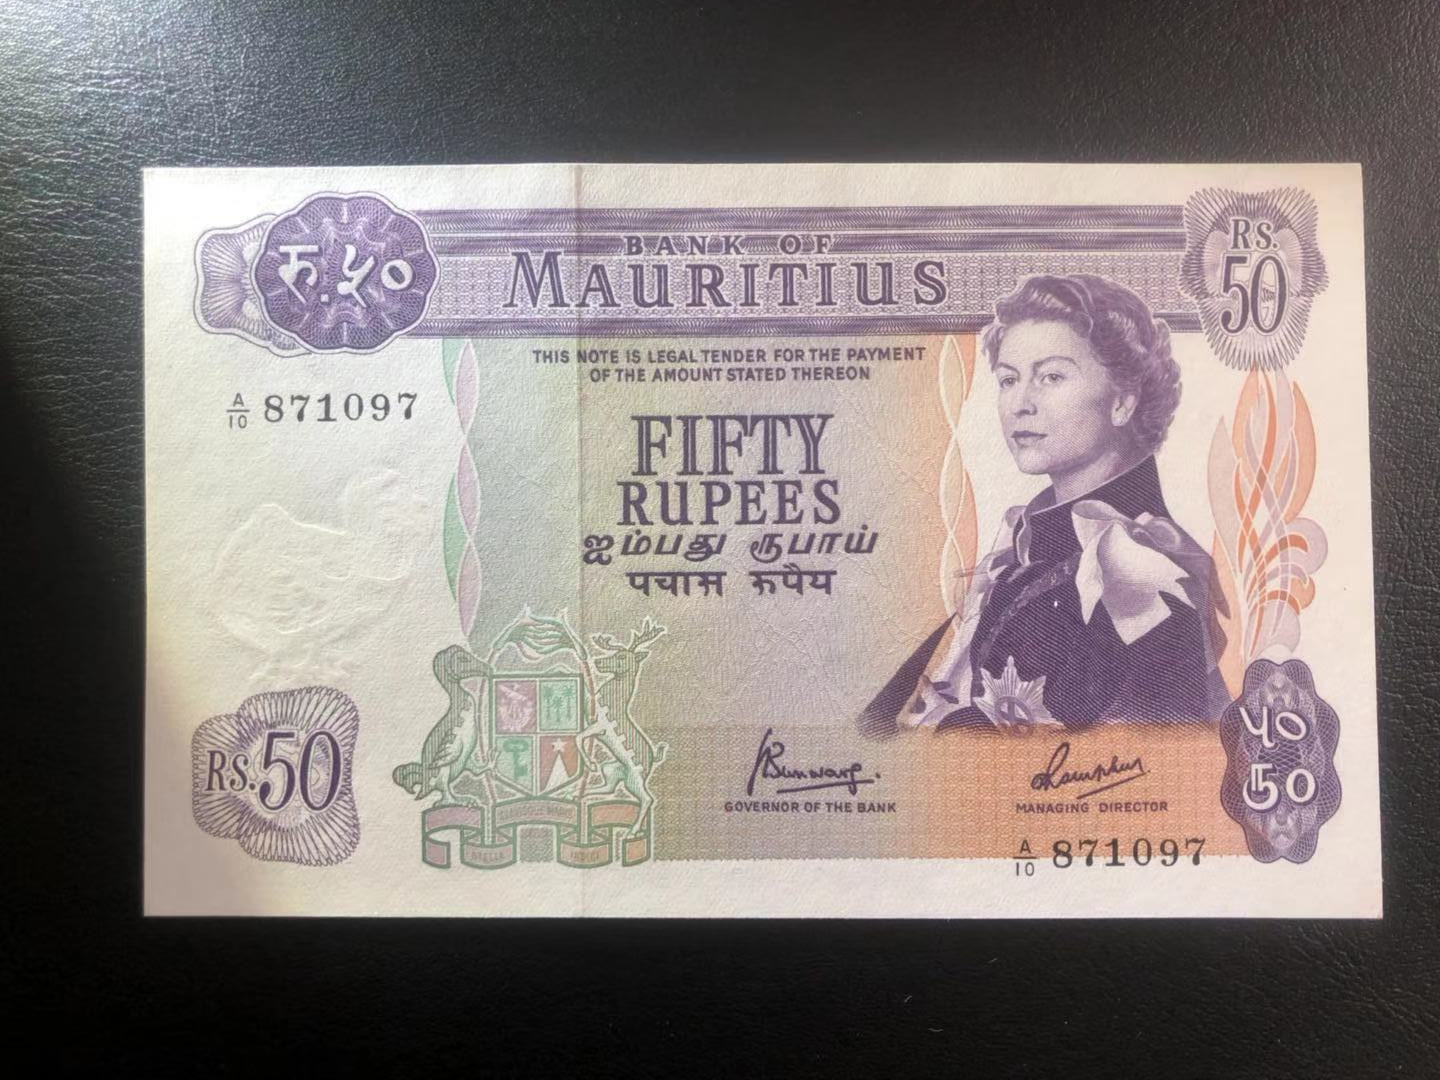 रु.५०
BANK OF
MAURITIUS
Rs.
50
THIS NOTE IS LEGAL TENDER FOR THE PAYMENT
OF THE AMOUNT STATED THEREON
A/10 871097
FIFTY
RUPEES
ஐம்பது ரூபாய்
पचास रूपैय
Rs.50
GOVERNOR OF THE BANK
MANAGING DIRECTOR
५०
A/10 871097